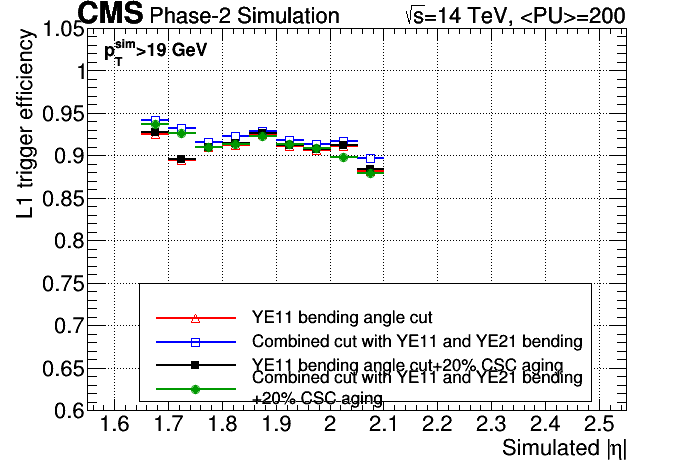 CMS Phase-2 Simulation √s=14 TeV, <PU>=200
p_T^sim>19 GeV
L1 trigger efficiency
1.05
1
0.95
0.9
0.85
0.8
0.75
0.7
0.65
0.6
YE11 bending angle cut
Combined cut with YE11 and YE21 bending
YE11 bending angle cut+20% CSC aging
Combined cut with YE11 and YE21 bending
+20% CSC aging
1.6 1.7 1.8 1.9 2 2.1 2.2 2.3 2.4 2.5
Simulated |η|